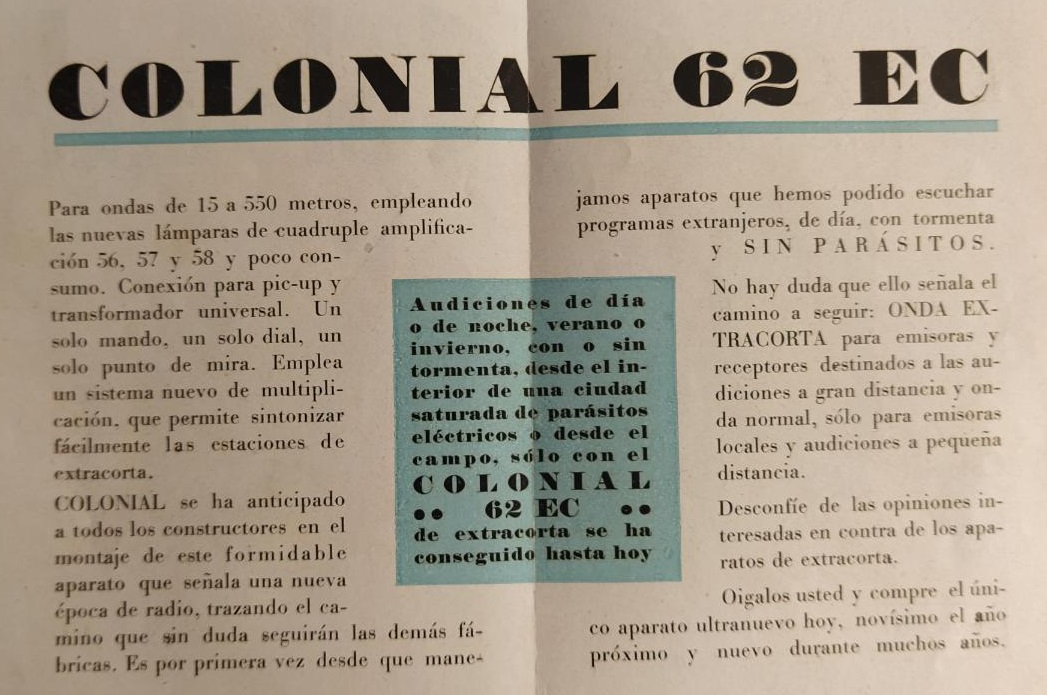 COLONIAL 62 EC
Para ondas de 15 a 550 metros, empleando
las nuevas lámparas de cuadruple amplifica-
ción 56, 57 y 58 y poco con-
sumo. Conexión para pic-up y
transformador universal. Un
solo mando, un solo dial, un
solo punto de mira. Emplea
un sistema nuevo de multipli-
cación, que permite sintonizar
fácilmente las estaciones de
extracorta.
COLONIAL se ha anticipado
a todos los constructores en el
montaje de este formidable
aparato que señala una nueva
época de radio, trazando el ca-
mino que sin duda seguirán las demás fá-
bricas. Es por primera vez desde que mane-
Audiciones de día
o de noche, verano o
invierno, con o sin
tormenta, desde el in-
terior de una ciudad
saturada de parásitos
eléctricos o desde el
campo, sólo con el
COLONIAL
•• 62 EC ••
de extracorta se ha
conseguido hasta hoy
jamos aparatos que hemos podido escuchar
programas extranjeros, de día, con tormenta
y SIN PARÁSITOS.
No hay duda que ello señala el
camino a seguir: ONDA EX-
TRACORTA para emisoras y
receptores destinados a las au-
diciones a gran distancia y on-
da normal, sólo para emisoras
locales y audiciones a pequeña
distancia.
Desconfíe de las opiniones in-
teresadas en contra de los apa-
ratos de extracorta.
Oigalos usted y compre el úni-
co aparato ultranuevo hoy, novísimo el año
próximo y nuevo durante muchos años.